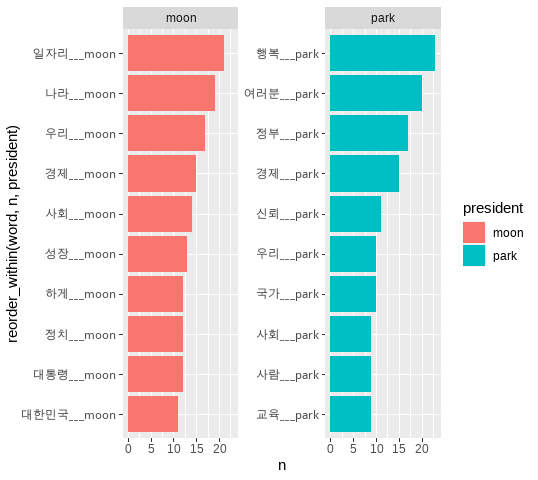 moon
park
reorder_within(word, n, president)
일자리___moon
나라___moon
우리___moon
경제___moon
사회___moon
성장___moon
하게___moon
정치___moon
대통령___moon
대한민국___moon
행복___park
여러분___park
정부___park
경제___park
신뢰___park
우리___park
국가___park
사회___park
사람___park
교육___park
0 5 10 15 20
0 5 10 15 20
n
president
moon
park